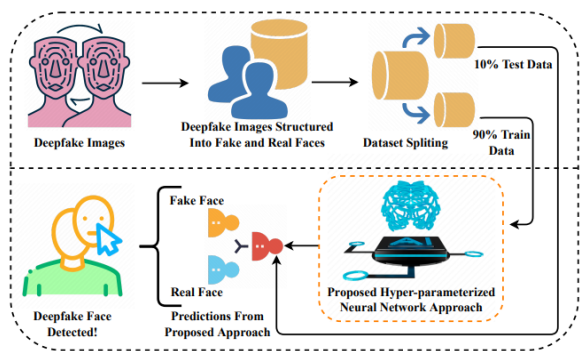 Deepfake Images
Deepfake Images Structured
Into Fake and Real Faces
Dataset Spliting
10% Test Data
90% Train
Data
Fake Face
Real Face
Deepfake Face
Detected!
Predictions From
Proposed Approach
AI
Proposed Hyper-parameterized
Neural Network Approach